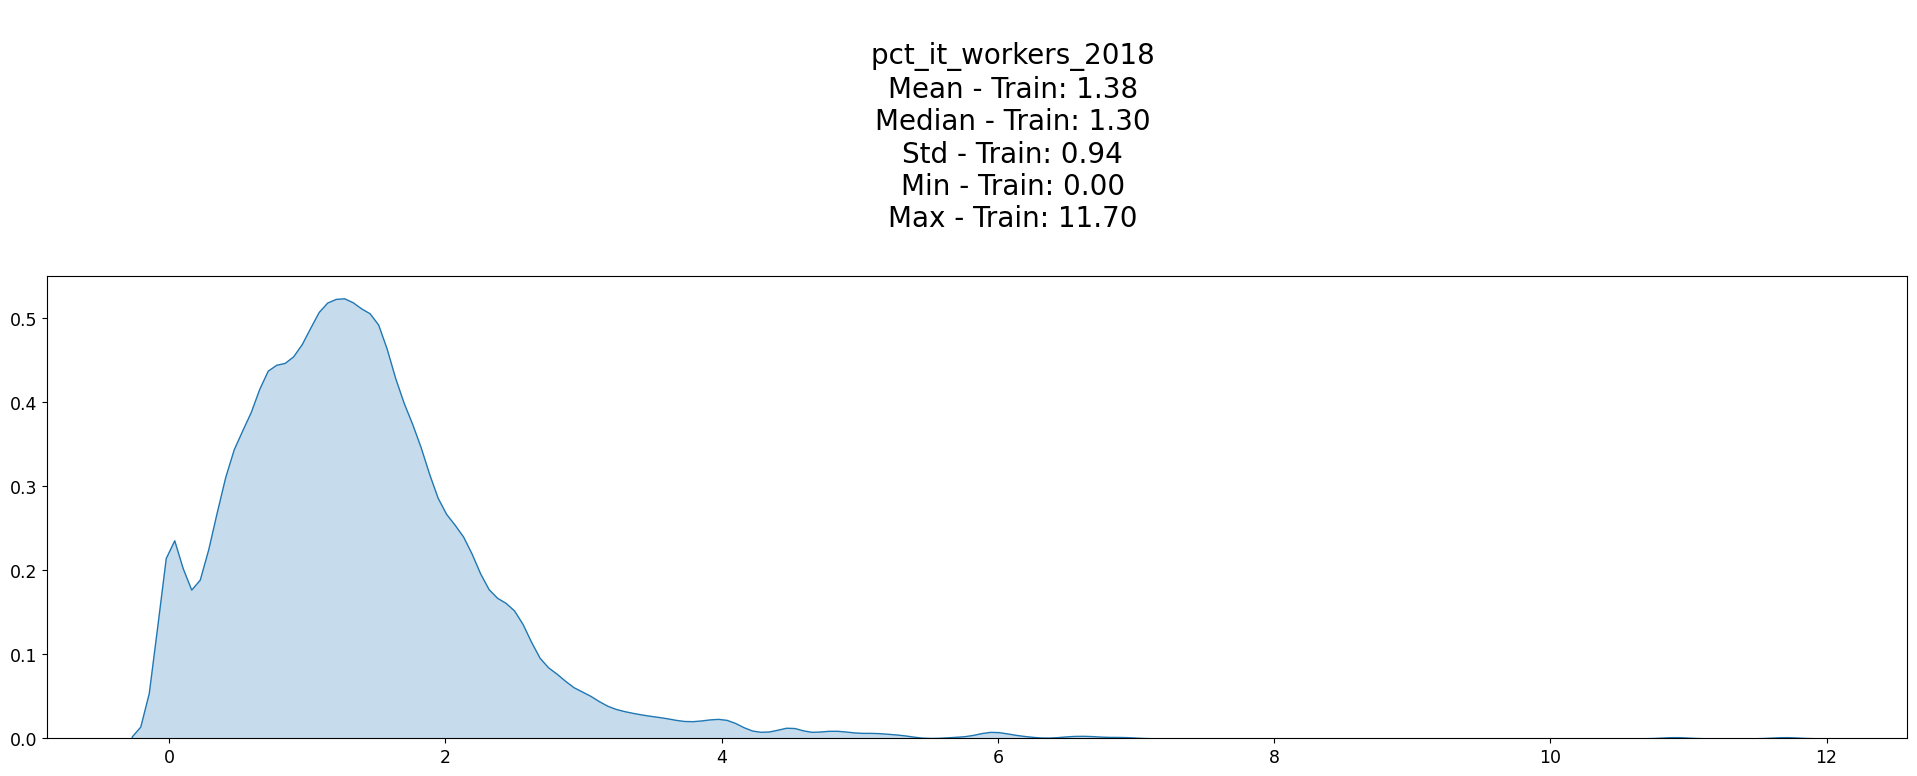 pct_it_workers_2018
Mean - Train: 1.38
Median - Train: 1.30
Std - Train: 0.94
Min - Train: 0.00
Max - Train: 11.70
0.5
0.4
0.3
0.2
0.1
0.0
0 2 4 6 8 10 12